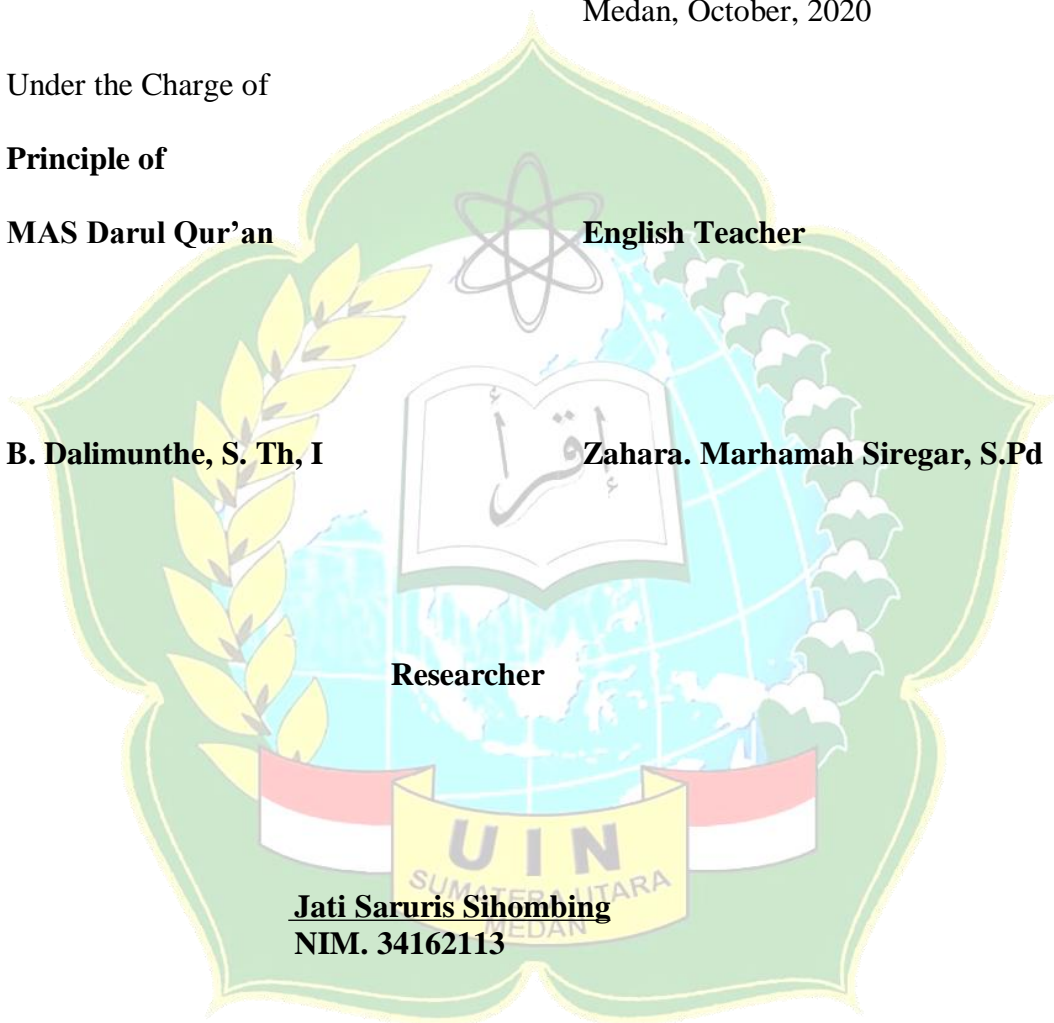 Medan, October, 2020
Under the Charge of
Principle of
MAS Darul Qur’an English Teacher
إقرأ
B. Dalimunthe, S. Th, I Zahara. Marhamah Siregar, S.Pd
Researcher
UIN
SUMATERA UTARA
MEDAN
Jati Saruris Sihombing
NIM. 34162113